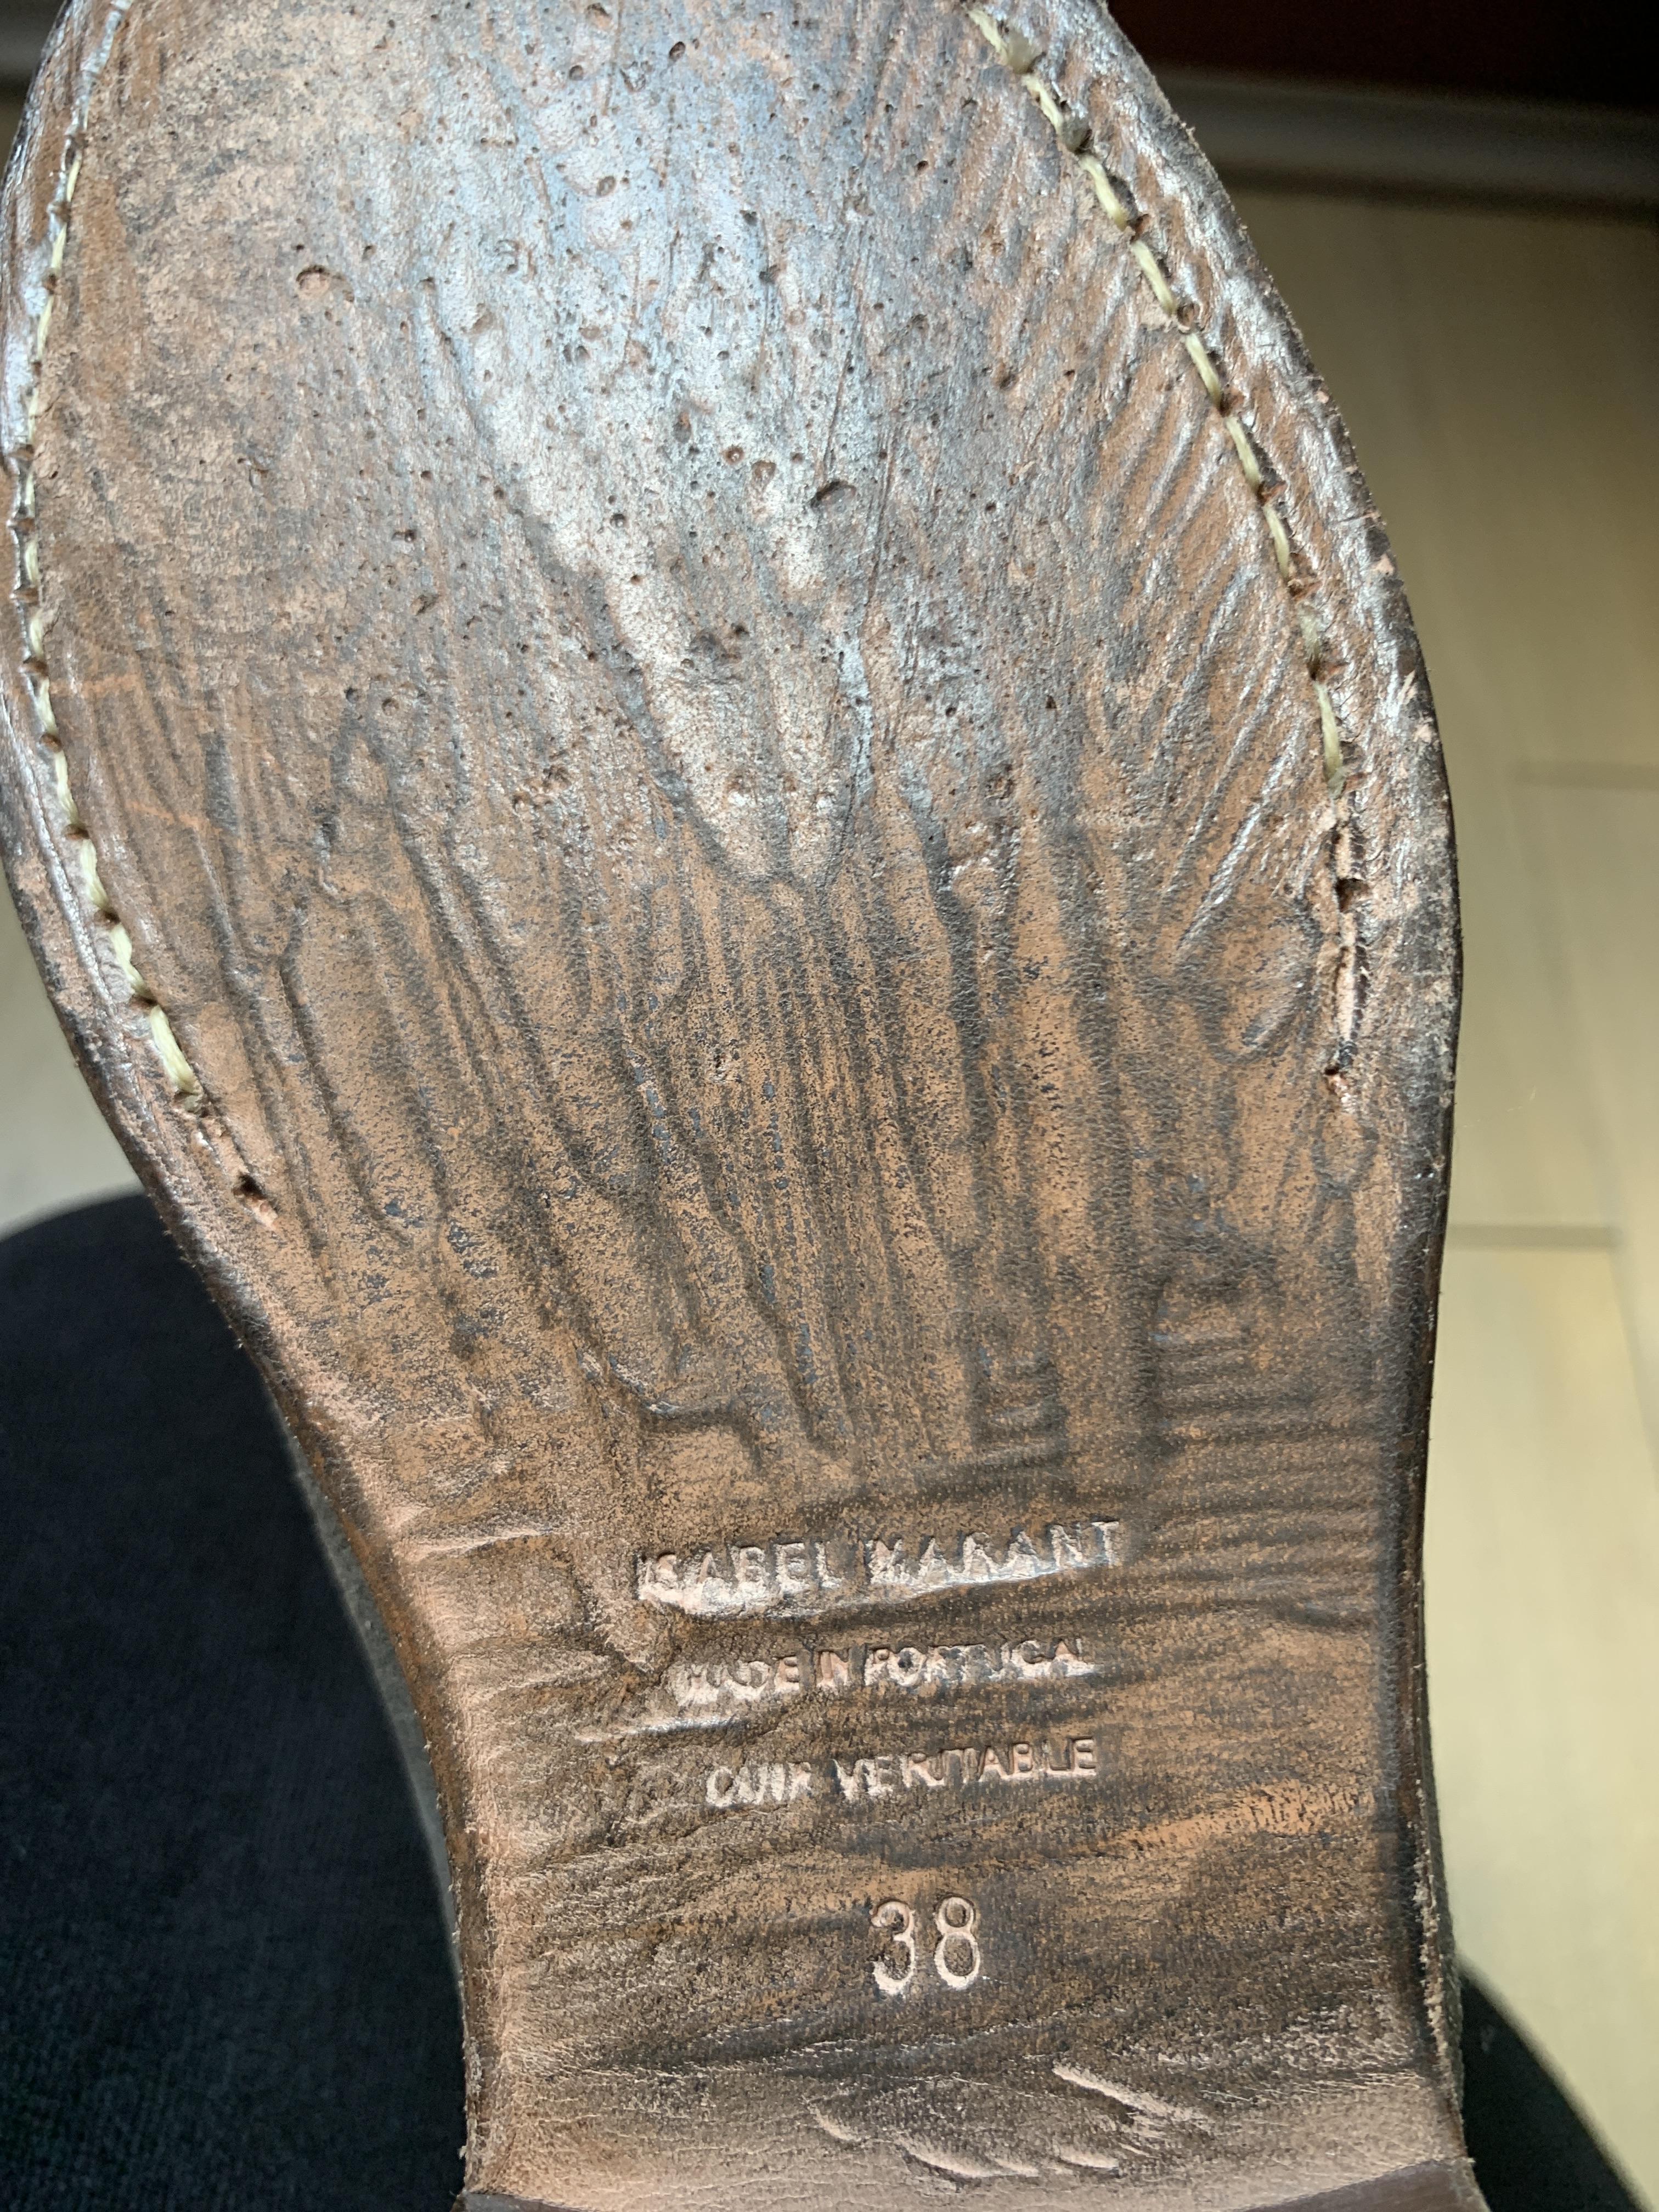 ISABEL MARANT
MADE IN PORTUGAL
CUIR VERITABLE
38